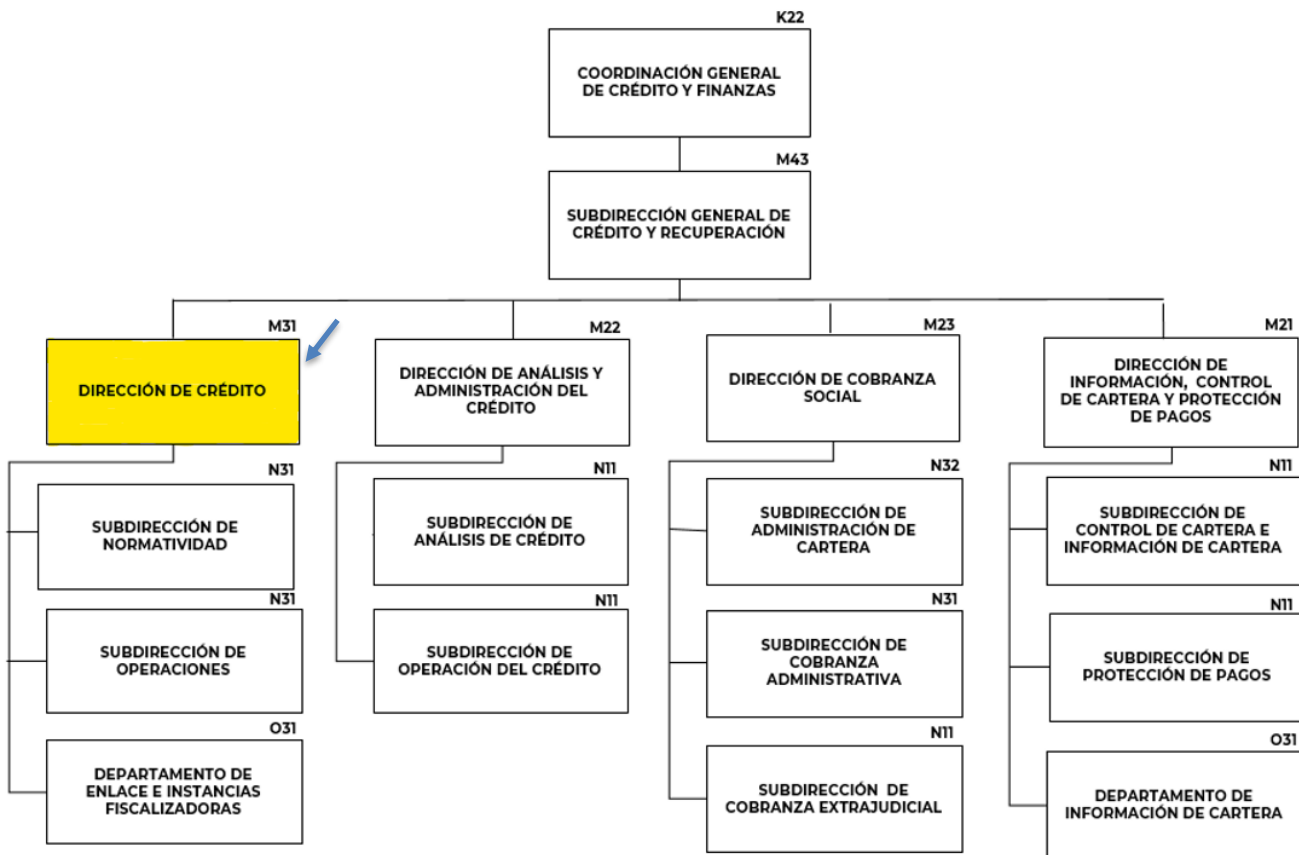 K22
COORDINACIÓN GENERAL
DE CRÉDITO Y FINANZAS
M43
SUBDIRECCIÓN GENERAL DE
CRÉDITO Y RECUPERACIÓN
M31
DIRECCIÓN DE CRÉDITO
M22
DIRECCIÓN DE ANÁLISIS Y
ADMINISTRACIÓN DEL
CRÉDITO
M23
DIRECCIÓN DE COBRANZA
SOCIAL
M21
DIRECCIÓN DE
INFORMACIÓN, CONTROL
DE CARTERA Y PROTECCIÓN
DE PAGOS
N31
SUBDIRECCIÓN DE
NORMATIVIDAD
N11
SUBDIRECCIÓN DE
ANÁLISIS DE CRÉDITO
N32
SUBDIRECCIÓN DE
ADMINISTRACIÓN DE
CARTERA
N11
SUBDIRECCIÓN DE
CONTROL DE CARTERA E
INFORMACIÓN DE CARTERA
N31
SUBDIRECCIÓN DE
OPERACIONES
N11
SUBDIRECCIÓN DE
OPERACIÓN DEL CRÉDITO
N31
SUBDIRECCIÓN DE
COBRANZA
ADMINISTRATIVA
N11
SUBDIRECCIÓN DE
PROTECCIÓN DE PAGOS
O31
DEPARTAMENTO DE
ENLACE E INSTANCIAS
FISCALIZADORAS
N11
SUBDIRECCIÓN DE
COBRANZA EXTRAJUDICIAL
O31
DEPARTAMENTO DE
INFORMACIÓN DE CARTERA